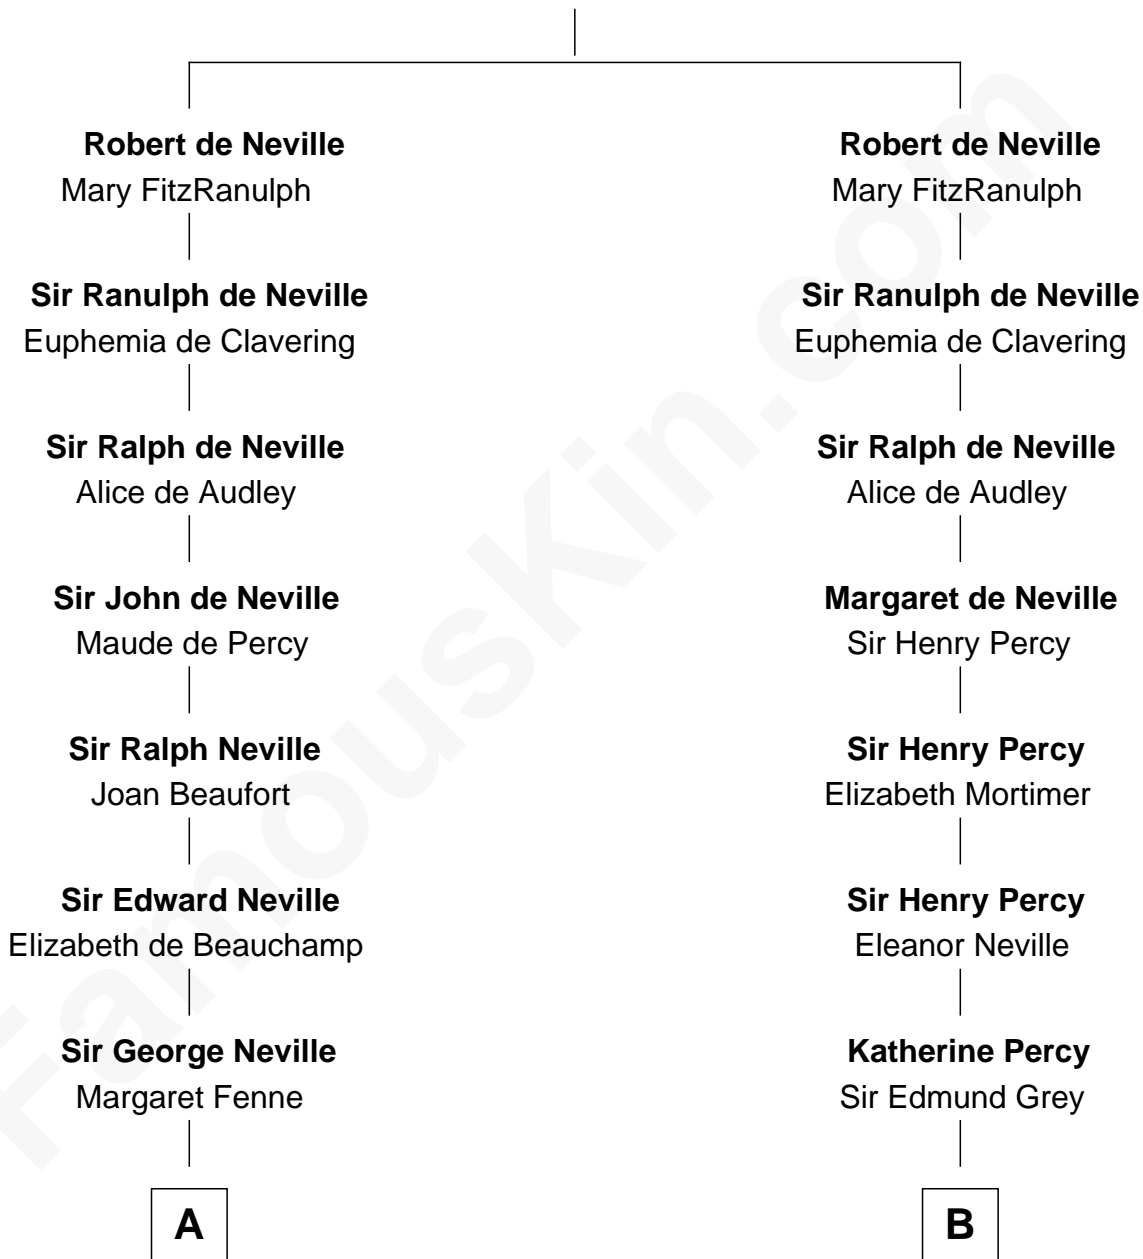 Robert de Neville
Mary FitzRanulph
Sir Ranulph de Neville
Euphemia de Clavering
Sir Ralph de Neville
Alice de Audley
Sir John de Neville
Maude de Percy
Sir Ralph Neville
Joan Beaufort
Sir Edward Neville
Elizabeth de Beauchamp
Sir George Neville
Margaret Fenne
A
Robert de Neville
Mary FitzRanulph
Sir Ranulph de Neville
Euphemia de Clavering
Sir Ralph de Neville
Alice de Audley
Margaret de Neville
Sir Henry Percy
Sir Henry Percy
Elizabeth Mortimer
Sir Henry Percy
Eleanor Neville
Katherine Percy
Sir Edmund Grey
B
FamousKin.com